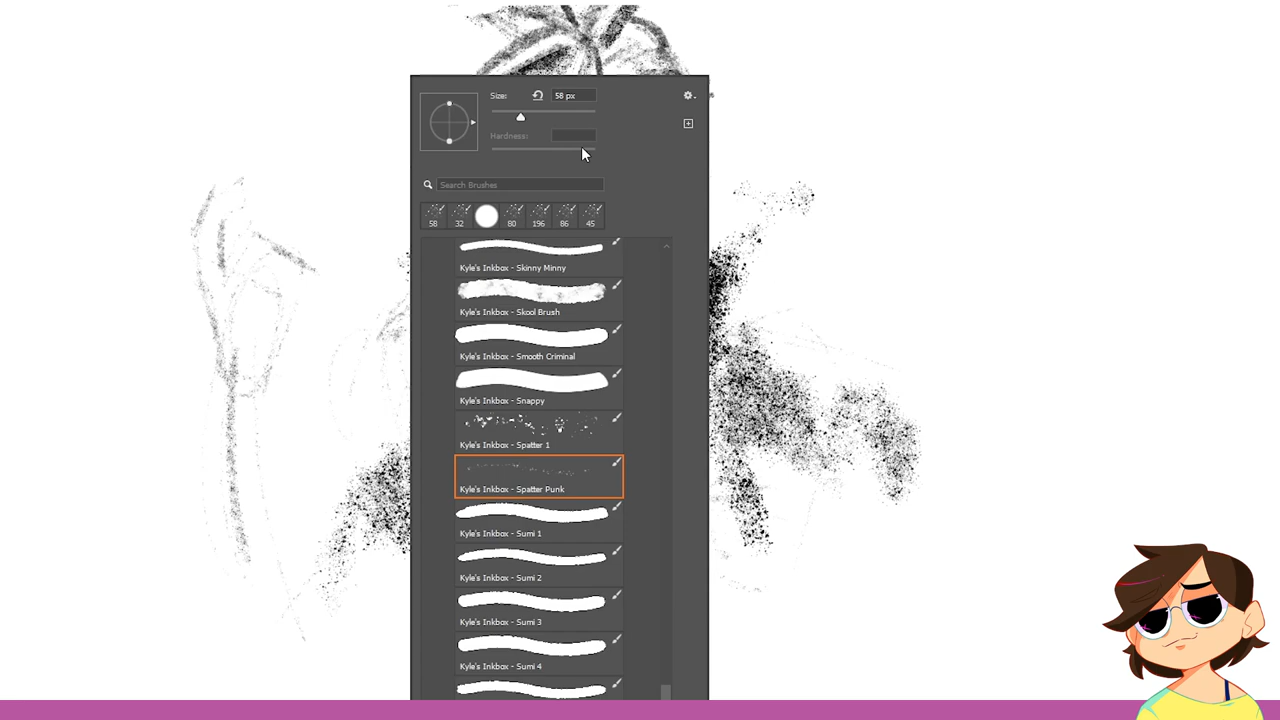 Size:
58 px
Hardness:
Search Brushes
58 32 80 196 86 45
Kyle's Inkbox - Skinny Minny
Kyle's Inkbox - Skool Brush
Kyle's Inkbox - Smooth Criminal
Kyle's Inkbox - Snappy
Kyle's Inkbox - Spatter 1
Kyle's Inkbox - Spatter Punk
Kyle's Inkbox - Sumi 1
Kyle's Inkbox - Sumi 2
Kyle's Inkbox - Sumi 3
Kyle's Inkbox - Sumi 4